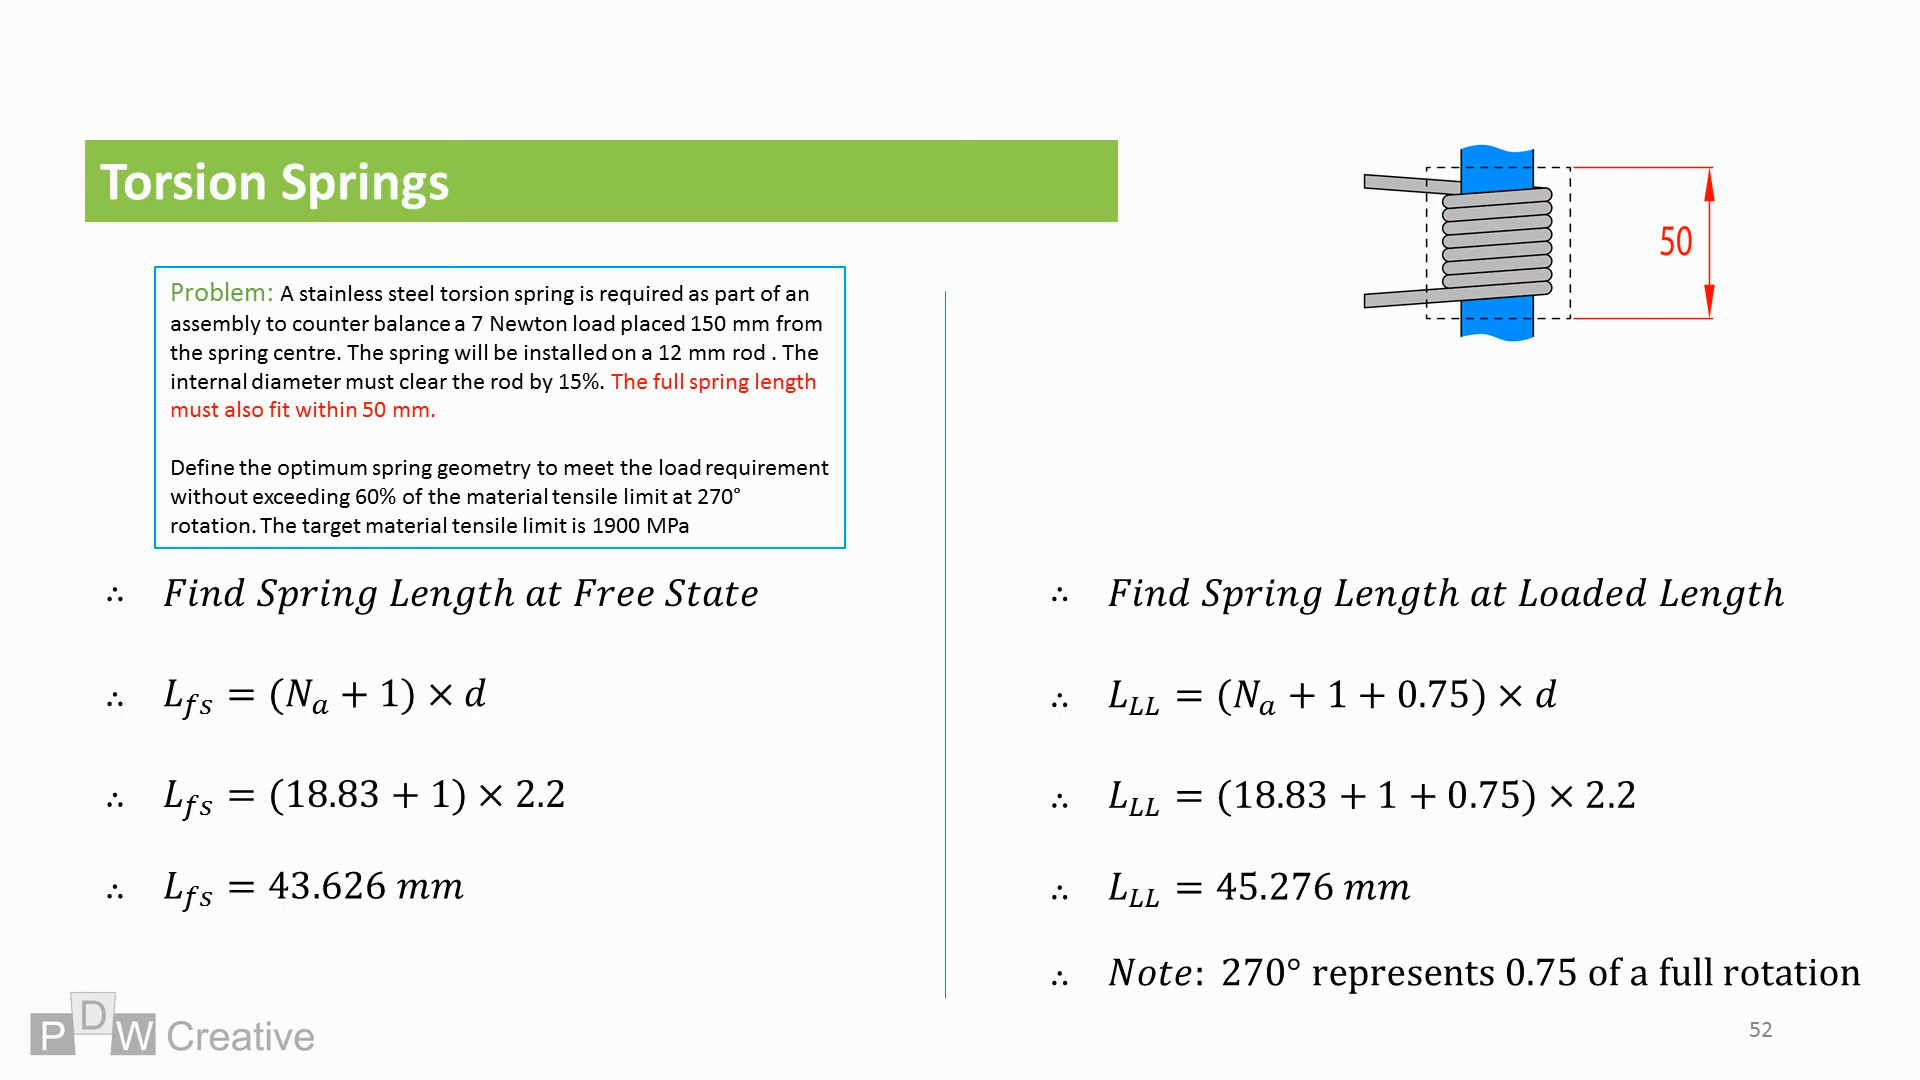 Torsion Springs
50
Problem: A stainless steel torsion spring is required as part of an
assembly to counter balance a 7 Newton load placed 150 mm from
the spring centre. The spring will be installed on a 12 mm rod . The
internal diameter must clear the rod by 15%. The full spring length
must also fit within 50 mm.
Define the optimum spring geometry to meet the load requirement
without exceeding 60% of the material tensile limit at 270°
rotation. The target material tensile limit is 1900 MPa
∴ Find Spring Length at Free State
∴ L_fs = (N_a + 1) × d
∴ L_fs = (18.83 + 1) × 2.2
∴ L_fs = 43.626 mm
∴ Find Spring Length at Loaded Length
∴ L_LL = (N_a + 1 + 0.75) × d
∴ L_LL = (18.83 + 1 + 0.75) × 2.2
∴ L_LL = 45.276 mm
∴ Note: 270° represents 0.75 of a full rotation
PDW Creative
52